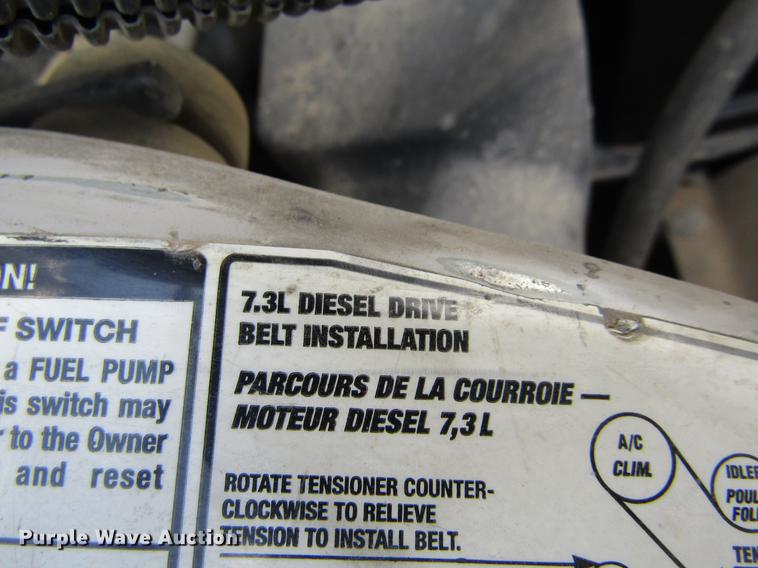 ON!
F SWITCH
a FUEL PUMP
is switch may
r to the Owner
and reset
7.3L DIESEL DRIVE
BELT INSTALLATION
PARCOURS DE LA COURROIE —
MOTEUR DIESEL 7,3 L
ROTATE TENSIONER COUNTER-
CLOCKWISE TO RELIEVE
TENSION TO INSTALL BELT.
A/C
CLIM.
IDLER
POUL
FOL
TEN
Purple Wave Auction